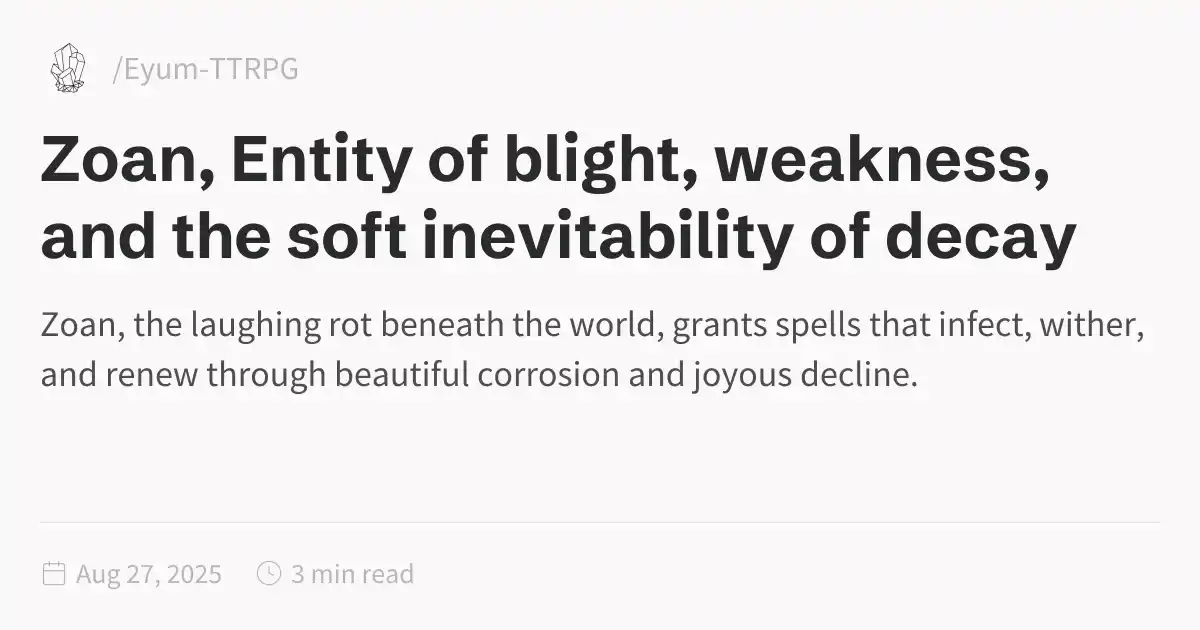 /Eyum-TTRPG
Zoan, Entity of blight, weakness,
and the soft inevitability of decay
Zoan, the laughing rot beneath the world, grants spells that infect, wither,
and renew through beautiful corrosion and joyous decline.
Aug 27, 2025 3 min read